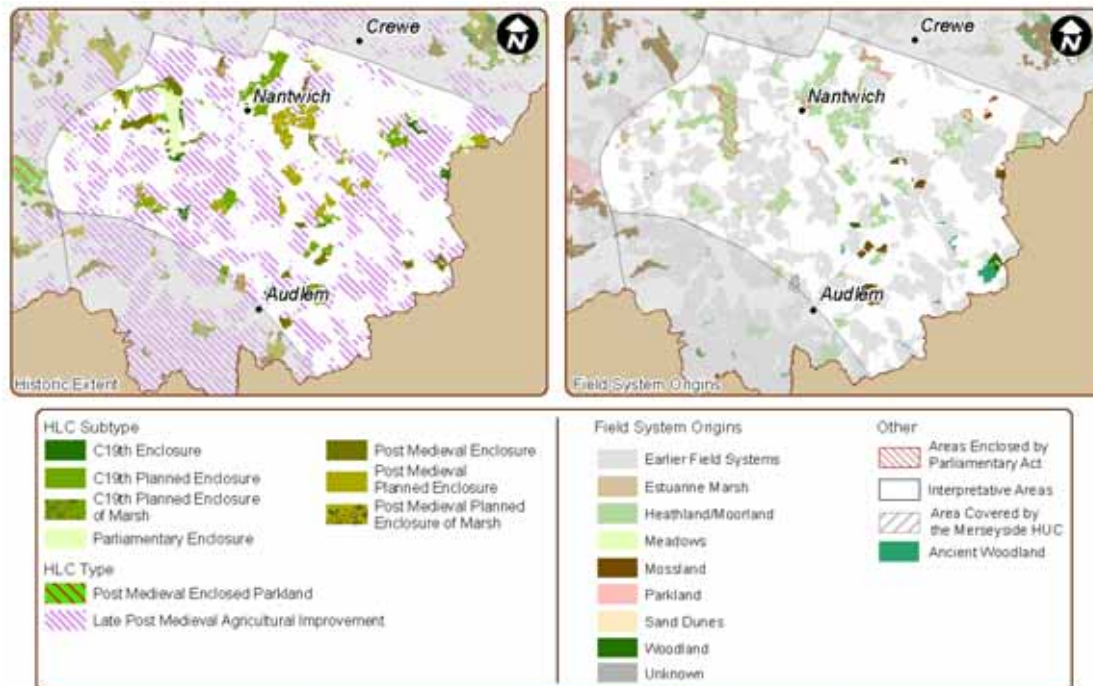 Crewe
N
Nantwich
Audlem
Historic Extent
Crewe
N
Nantwich
Audlem
Field System Origins
HLC Subtype
C19th Enclosure
C19th Planned Enclosure
C19th Planned Enclosure
of Marsh
Parliamentary Enclosure
Post Medieval Enclosure
Post Medieval
Planned Enclosure
Post Medieval Planned
Enclosure of Marsh
HLC Type
Post Medieval Enclosed Parkland
Late Post Medieval Agricultural Improvement
Field System Origins
Earlier Field Systems
Estuarine Marsh
Heathland/Moorland
Meadows
Mossland
Parkland
Sand Dunes
Woodland
Unknown
Other
Areas Enclosed by
Parliamentary Act
Interpretative Areas
Area Covered by
the Merseyside HUC
Ancient Woodland